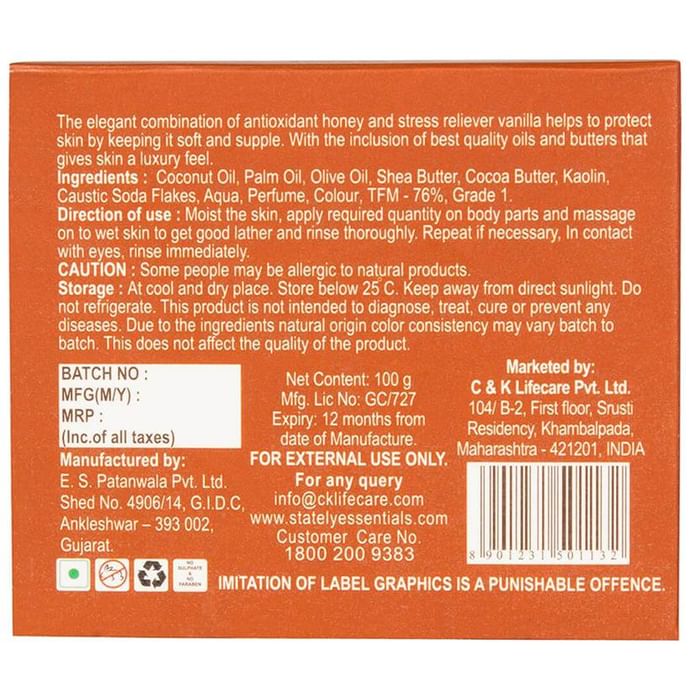 The elegant combination of antioxidant honey and stress reliever vanilla helps to protect
skin by keeping it soft and supple. With the inclusion of best quality oils and butters that
gives skin a luxury feel.
Ingredients : Coconut Oil, Palm Oil, Olive Oil, Shea Butter, Cocoa Butter, Kaolin,
Caustic Soda Flakes, Aqua, Perfume, Colour, TFM - 76%, Grade 1.
Direction of use : Moist the skin, apply required quantity on body parts and massage
on to wet skin to get good lather and rinse thoroughly. Repeat if necessary, In contact
with eyes, rinse immediately.
CAUTION : Some people may be allergic to natural products.
Storage : At cool and dry place. Store below 25 C. Keep away from direct sunlight. Do
not refrigerate. This product is not intended to diagnose, treat, cure or prevent any
diseases. Due to the ingredients natural origin color consistency may vary batch to
batch. This does not affect the quality of the product.
BATCH NO :
MFG(M/Y) :
MRP :
(Inc.of all taxes)
Manufactured by:
E. S. Patanwala Pvt. Ltd.
Shed No. 4906/14, G.I.D.C,
Ankleshwar – 393 002,
Gujarat.
Net Content: 100 g
Mfg. Lic No: GC/727
Expiry: 12 months from
date of Manufacture.
FOR EXTERNAL USE ONLY.
For any query
info@cklifecare.com
www.statelyessentials.com
Customer Care No.
1800 200 9383
Marketed by:
C & K Lifecare Pvt. Ltd.
104/ B-2, First floor, Srusti
Residency, Khambalpada,
Maharashtra - 421201, INDIA
8 901231 501132
NO
SULPHATE
& NO
PARABEN
IMITATION OF LABEL GRAPHICS IS A PUNISHABLE OFFENCE.